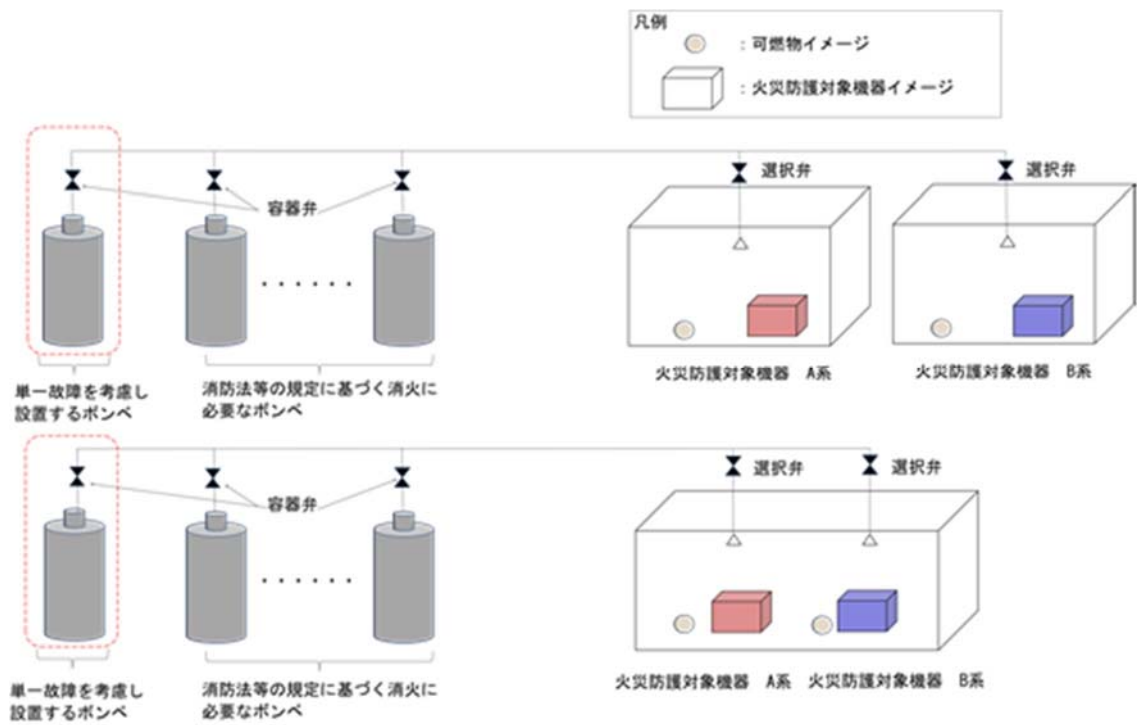 凡例
：可燃物イメージ
：火災防護対象機器イメージ
選択弁
選択弁
容器弁
・・・・・・
火災防護対象機器　A系
火災防護対象機器　B系
単一故障を考慮し
設置するボンベ
消防法等の規定に基づく消火に
必要なボンベ
選択弁
選択弁
容器弁
・・・・・・
火災防護対象機器　A系
火災防護対象機器　B系
単一故障を考慮し
設置するボンベ
消防法等の規定に基づく消火に
必要なボンベ